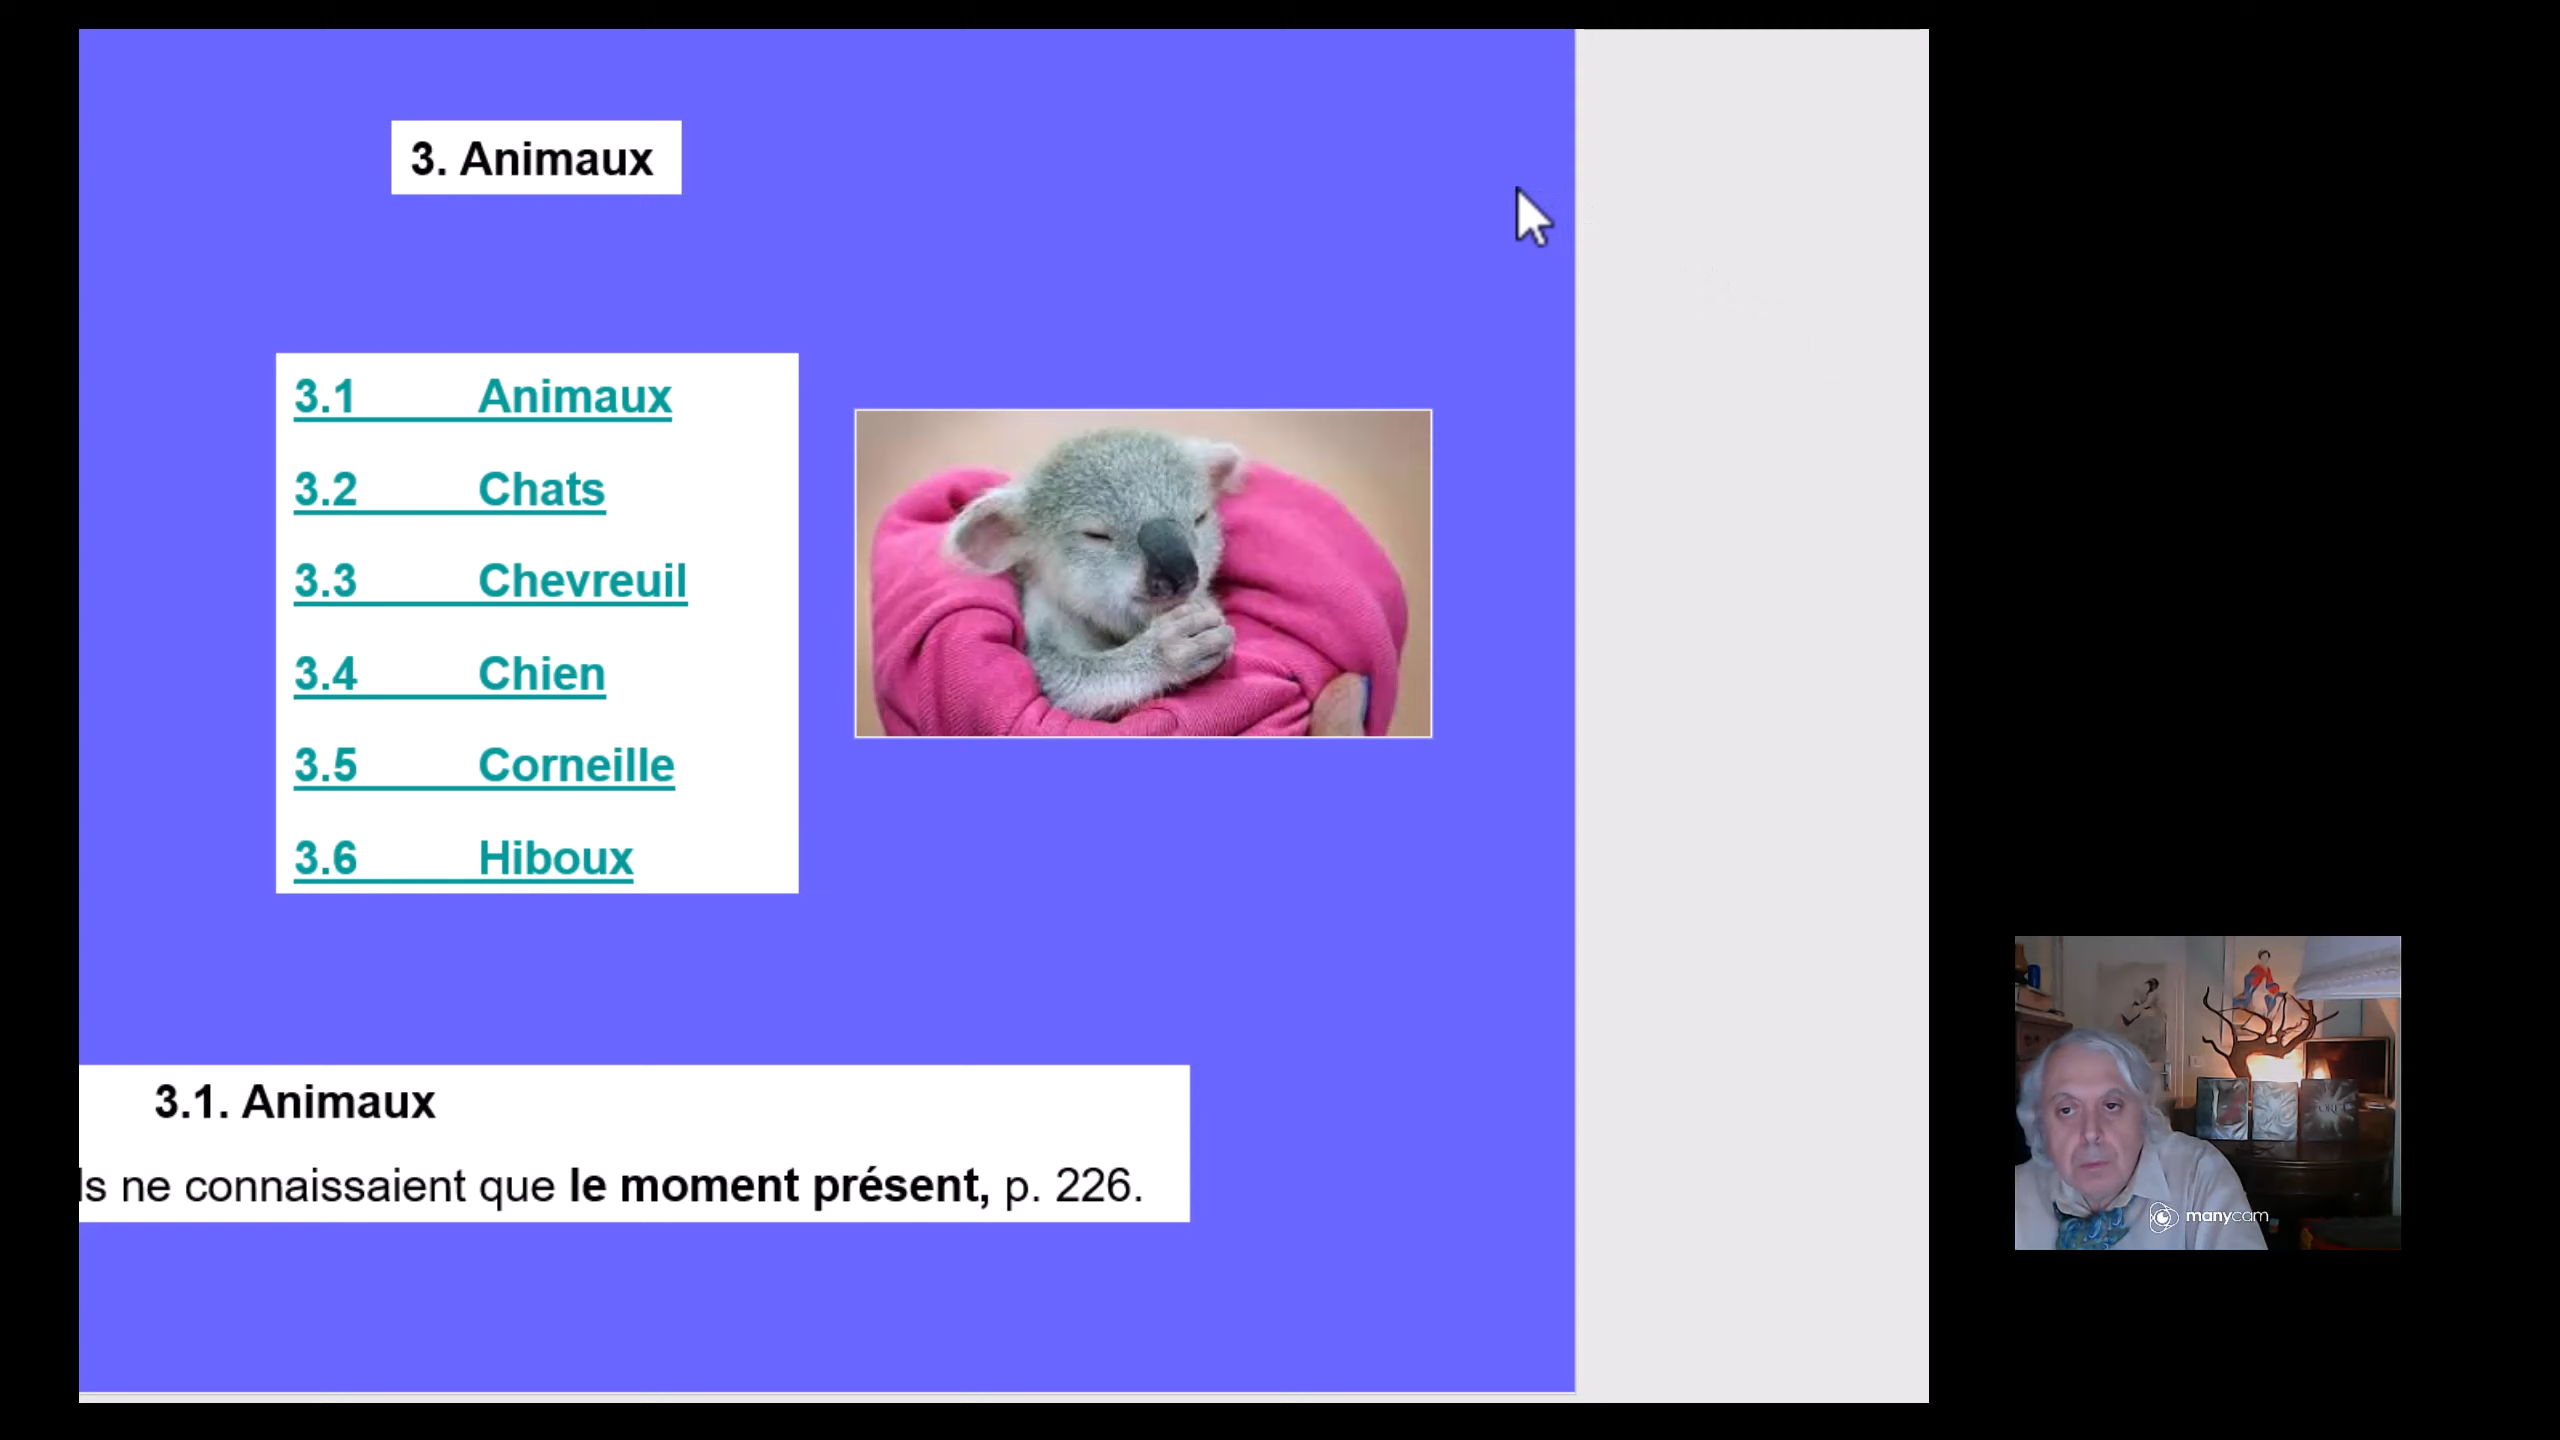 3. Animaux
3.1 Animaux
3.2 Chats
3.3 Chevreuil
3.4 Chien
3.5 Corneille
3.6 Hiboux
3.1. Animaux
ls ne connaissaient que le moment présent, p. 226.
manycam